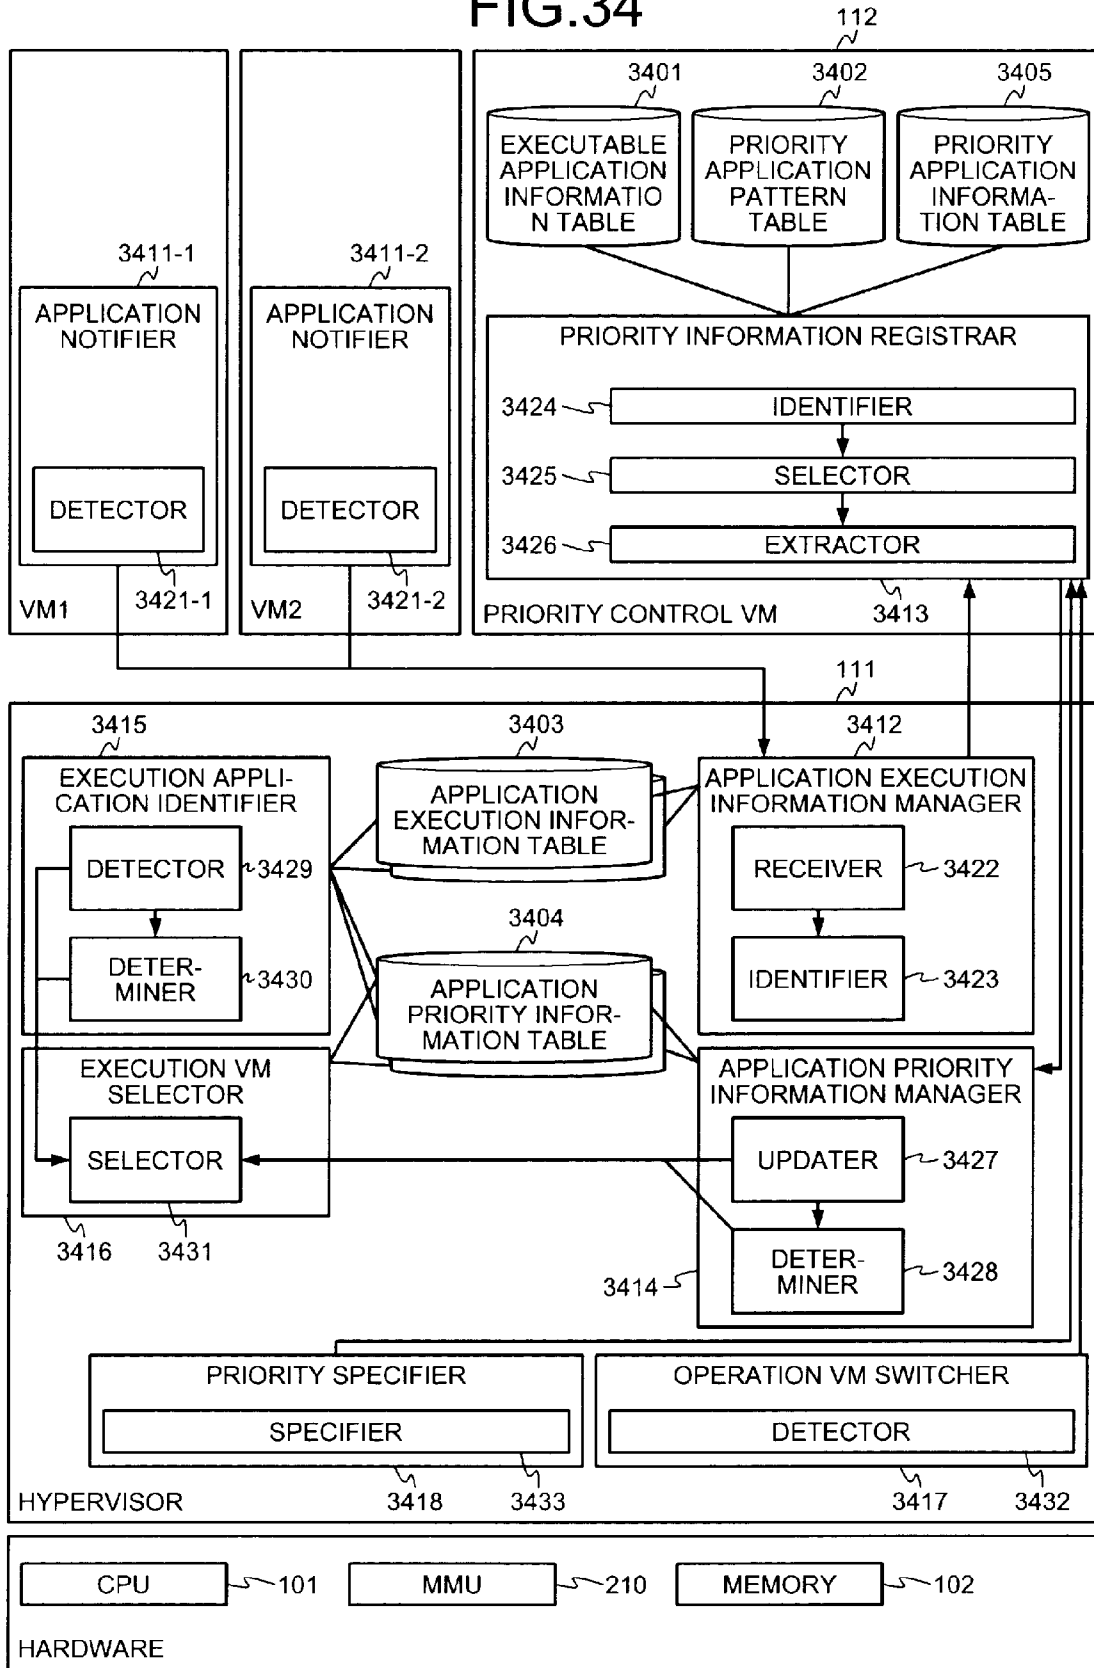 FIG.34
112
3401
3402
3405
EXECUTABLE
APPLICATION
INFORMATIO
N TABLE
PRIORITY
APPLICATION
PATTERN
TABLE
PRIORITY
APPLICATION
INFORMA-
TION TABLE
3411-1
APPLICATION
NOTIFIER
DETECTOR
3421-1
VM1
3411-2
APPLICATION
NOTIFIER
DETECTOR
3421-2
VM2
PRIORITY INFORMATION REGISTRAR
3424
IDENTIFIER
3425
SELECTOR
3426
EXTRACTOR
3413
PRIORITY CONTROL VM
111
3415
EXECUTION APPLI-
CATION IDENTIFIER
DETECTOR
3429
DETER-
MINER
3430
3403
APPLICATION
EXECUTION INFOR-
MATION TABLE
3404
APPLICATION
PRIORITY INFOR-
MATION TABLE
3412
APPLICATION EXECUTION
INFORMATION MANAGER
RECEIVER
3422
IDENTIFIER
3423
EXECUTION VM
SELECTOR
SELECTOR
3416
3431
APPLICATION PRIORITY
INFORMATION MANAGER
UPDATER
3427
DETER-
MINER
3428
3414
PRIORITY SPECIFIER
SPECIFIER
3418
3433
OPERATION VM SWITCHER
DETECTOR
3417
3432
HYPERVISOR
CPU
101
MMU
210
MEMORY
102
HARDWARE